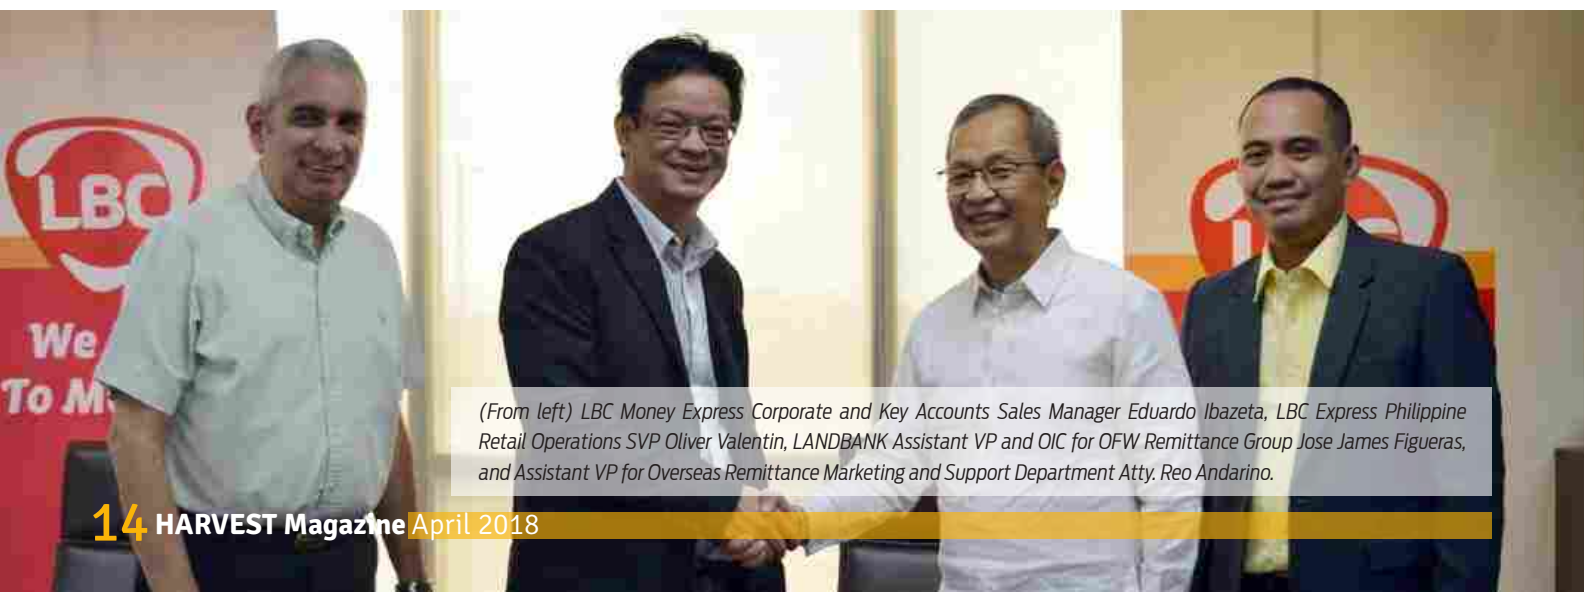 LBC
We
To M
(From left) LBC Money Express Corporate and Key Accounts Sales Manager Eduardo Ibazeta, LBC Express Philippine
Retail Operations SVP Oliver Valentin, LANDBANK Assistant VP and OIC for OFW Remittance Group Jose James Figueras,
and Assistant VP for Overseas Remittance Marketing and Support Department Atty. Reo Andarino.
14 HARVEST Magazine April 2018